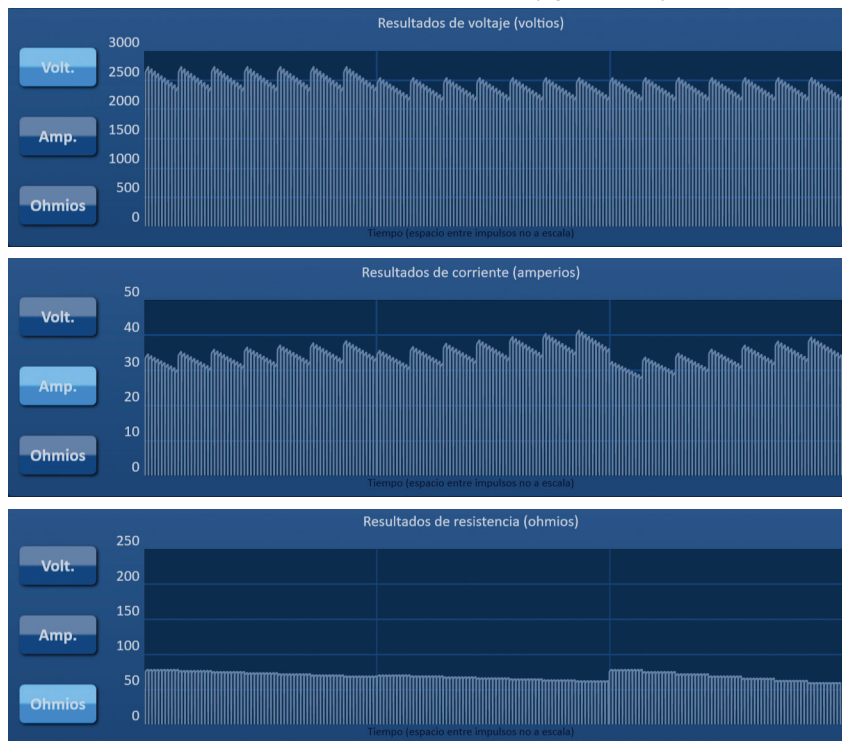 Resultados de voltaje (voltios)
3000
Volt.
2500
2000
Amp.
1500
1000
Ohmios
500
0
Tiempo (espacio entre impulsos no a escala)
Resultados de corriente (amperios)
50
Volt.
40
30
Amp.
20
10
Ohmios
0
Tiempo (espacio entre impulsos no a escala)
Resultados de resistencia (ohmios)
250
Volt.
200
150
Amp.
100
50
Ohmios
0
Tiempo (espacio entre impulsos no a escala)